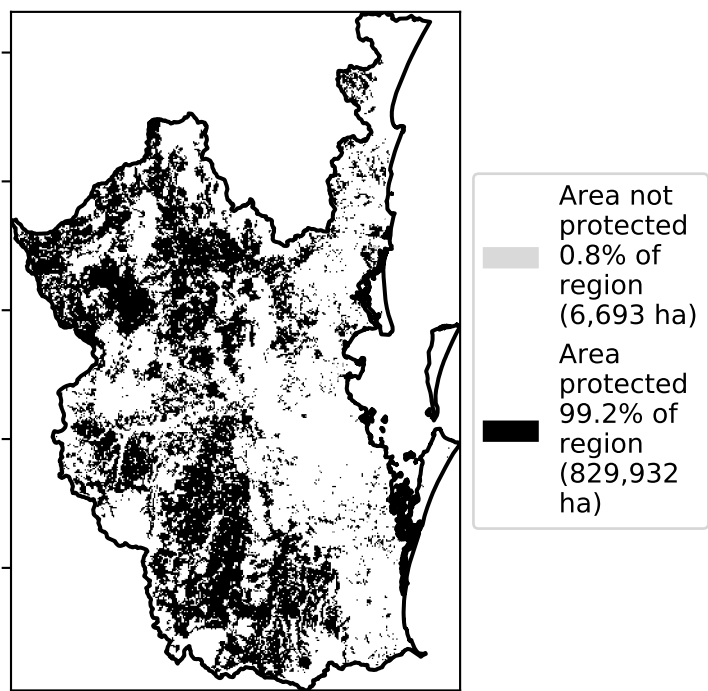 Area not
protected
0.8% of
region
(6,693 ha)
Area
protected
99.2% of
region
(829,932
ha)